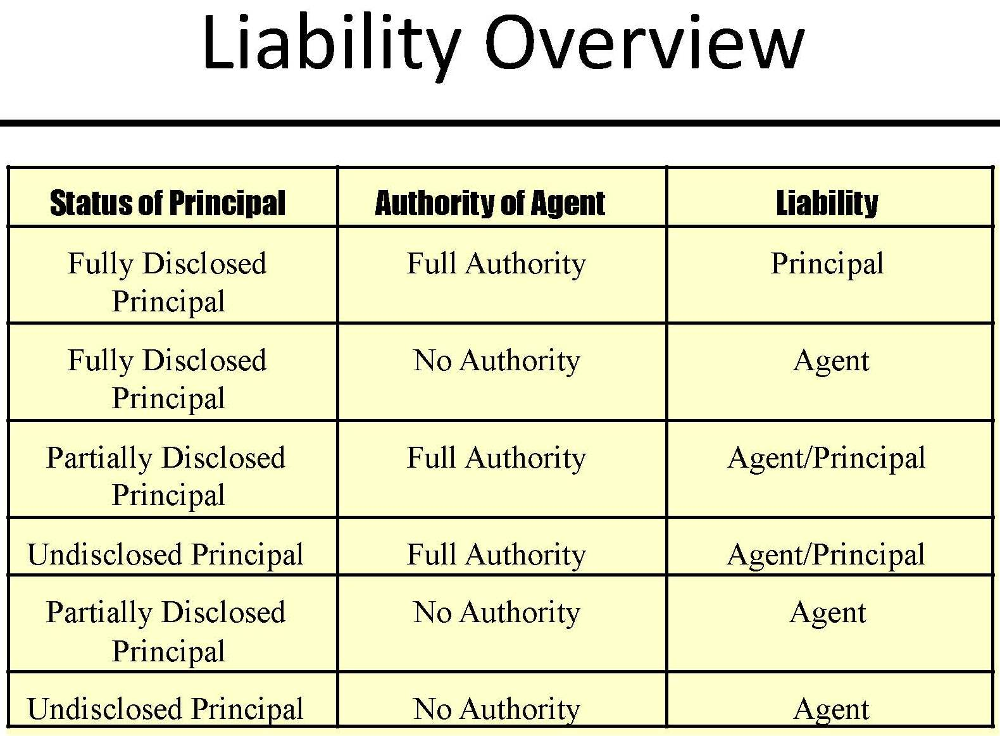 Liability Overview
Status of Principal Authority of Agent Liability
Fully Disclosed Full Authority Principal
Principal
Fully Disclosed No Authority Agent
Principal
Partially Disclosed Full Authority Agent/Principal
Principal
Undisclosed Principal Full Authority Agent/Principal
Partially Disclosed No Authority Agent
Principal
Undisclosed Principal No Authority Agent